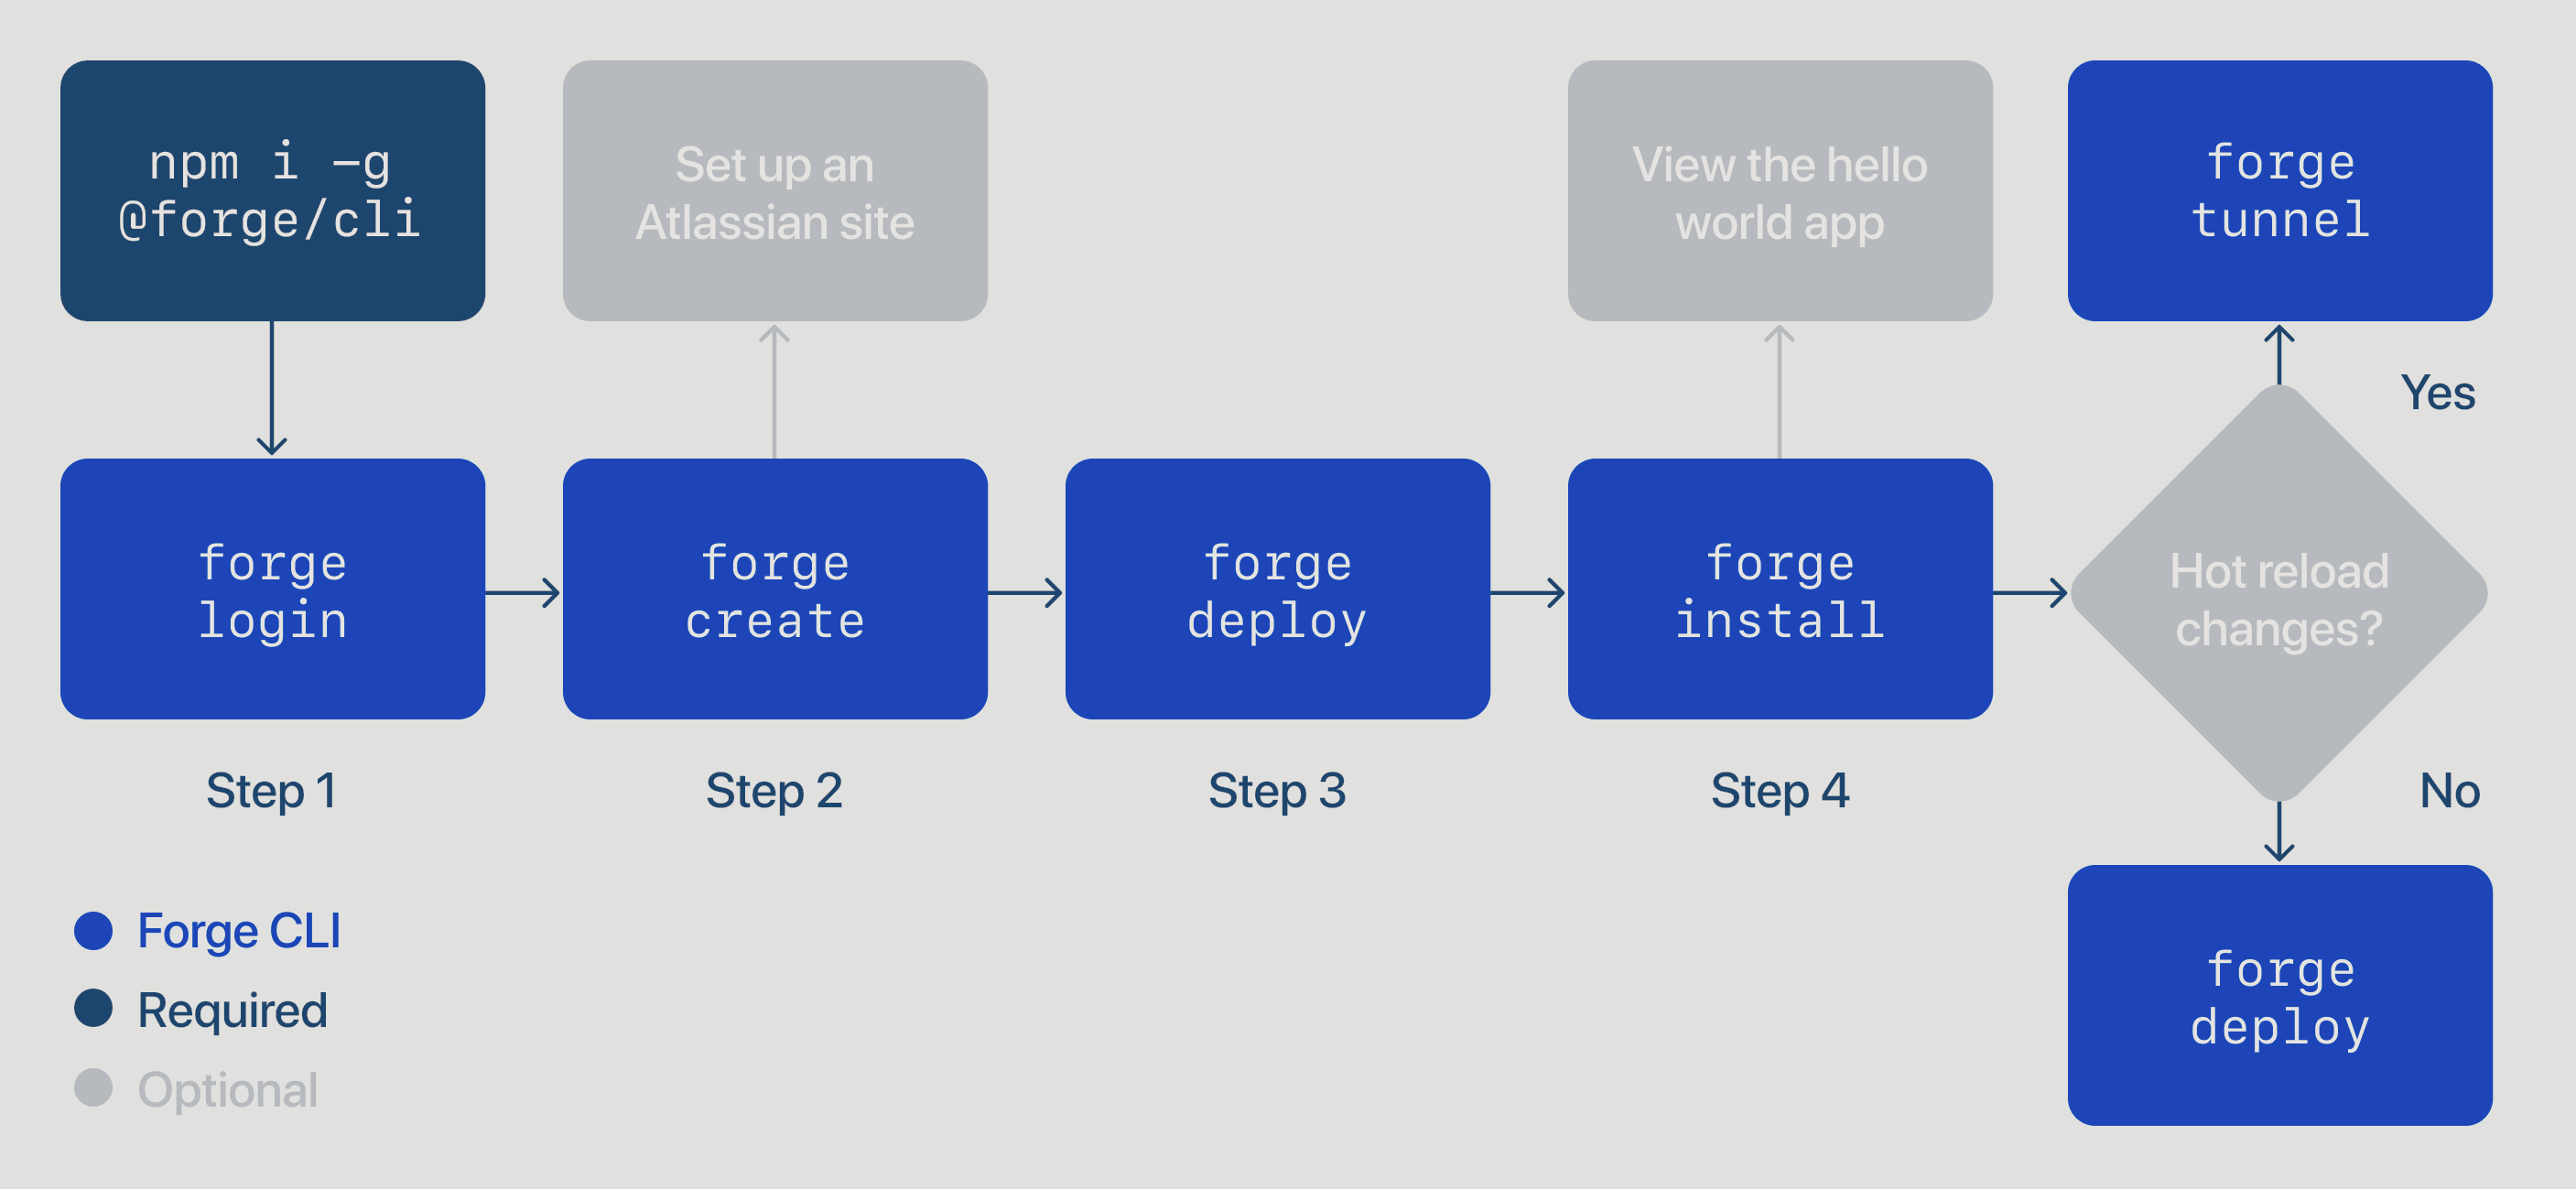 npm i -g
@forge/cli
Set up an
Atlassian site
View the hello
world app
forge
tunnel
Yes
forge
login
forge
create
forge
deploy
forge
install
Hot reload
changes?
Step 1
Step 2
Step 3
Step 4
No
Forge CLI
Required
Optional
forge
deploy